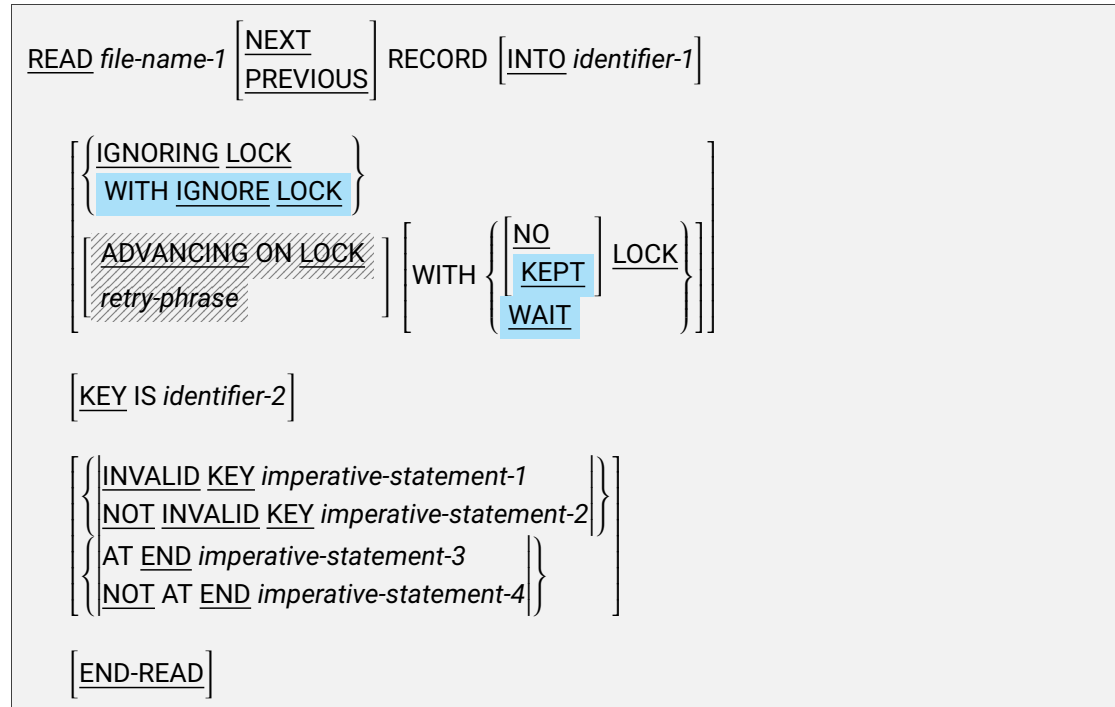 READ file-name-1 [NEXT PREVIOUS] RECORD [INTO identifier-1]
IGNORING LOCK
WITH IGNORE LOCK
ADVANCING ON LOCK
retry-phrase
WITH
NO
KEPT
LOCK
WAIT
[KEY IS identifier-2]
INVALID KEY imperative-statement-1
NOT INVALID KEY imperative-statement-2
AT END imperative-statement-3
NOT AT END imperative-statement-4
[END-READ]